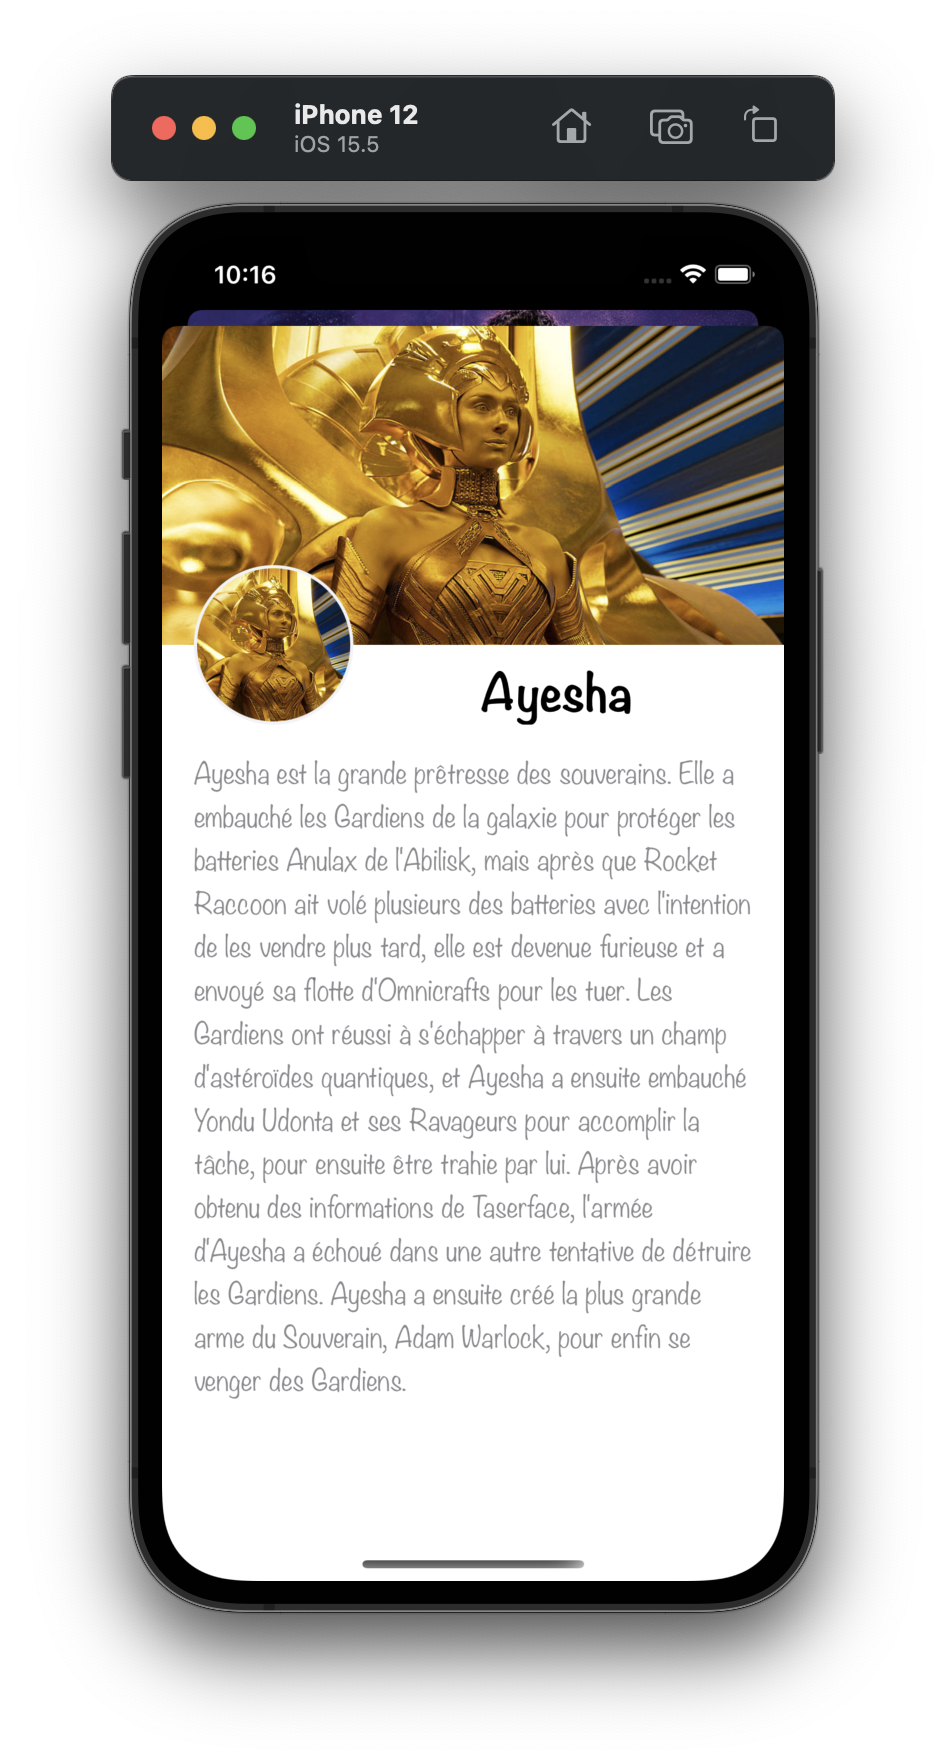 iPhone 12
iOS 15.5
10:16
Ayesha
Ayesha est la grande prêtresse des souverains. Elle a
embauché les Gardiens de la galaxie pour protéger les
batteries Anulax de l'Abilisk, mais après que Rocket
Raccoon ait volé plusieurs des batteries avec l'intention
de les vendre plus tard, elle est devenue furieuse et a
envoyé sa flotte d'Omnicrafts pour les tuer. Les
Gardiens ont réussi à s'échapper à travers un champ
d'astéroïdes quantiques, et Ayesha a ensuite embauché
Yondu Udonta et ses Ravageurs pour accomplir la
tâche, pour ensuite être trahie par lui. Après avoir
obtenu des informations de Taserface, l'armée
d'Ayesha a échoué dans une autre tentative de détruire
les Gardiens. Ayesha a ensuite créé la plus grande
arme du Souverain, Adam Warlock, pour enfin se
venger des Gardiens.